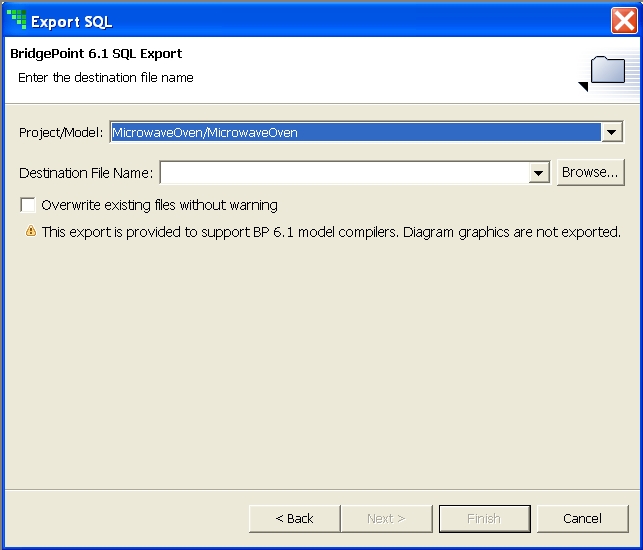 Export SQL
BridgePoint 6.1 SQL Export
Enter the destination file name
Project/Model: MicrowaveOven/MicrowaveOven
Destination File Name: Browse...
Overwrite existing files without warning
This export is provided to support BP 6.1 model compilers. Diagram graphics are not exported.
< Back Next > Finish Cancel